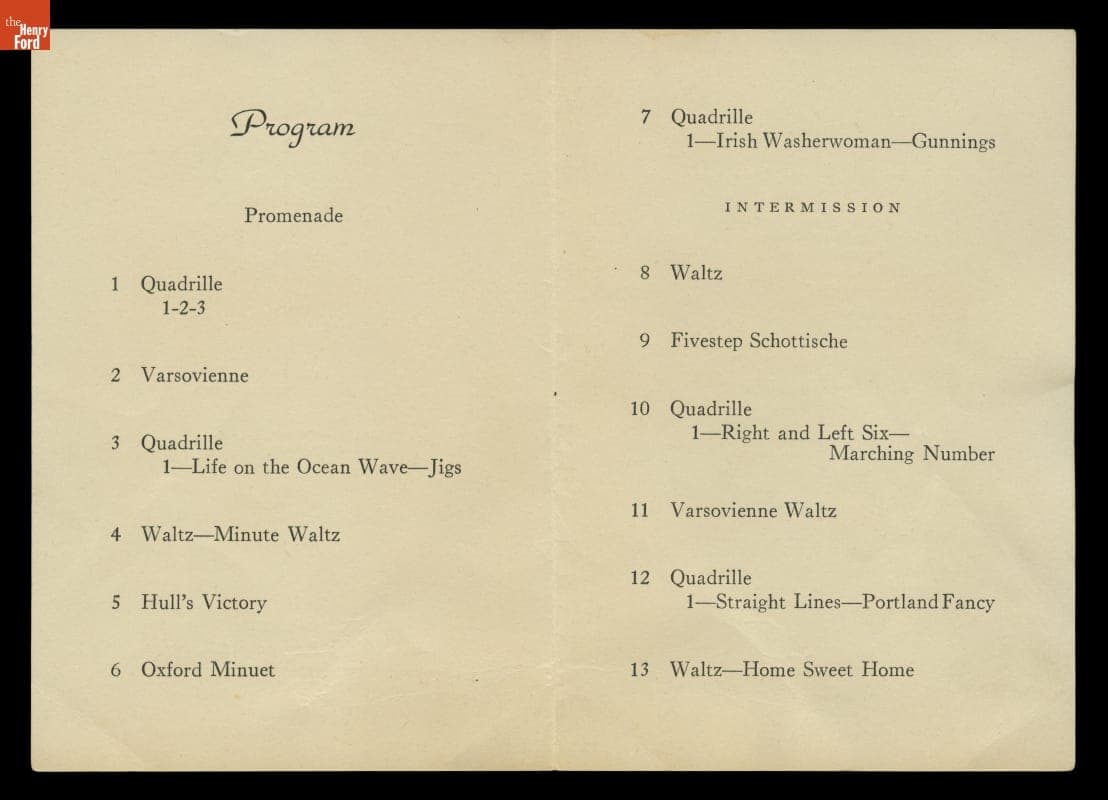 the
Henry
Ford
Program
Promenade
1 Quadrille
1-2-3
2 Varsovienne
3 Quadrille
1—Life on the Ocean Wave—Jigs
4 Waltz—Minute Waltz
5 Hull's Victory
6 Oxford Minuet
7 Quadrille
1—Irish Washerwoman—Gunnings
INTERMISSION
8 Waltz
9 Fivestep Schottische
10 Quadrille
1—Right and Left Six—
Marching Number
11 Varsovienne Waltz
12 Quadrille
1—Straight Lines—Portland Fancy
13 Waltz—Home Sweet Home